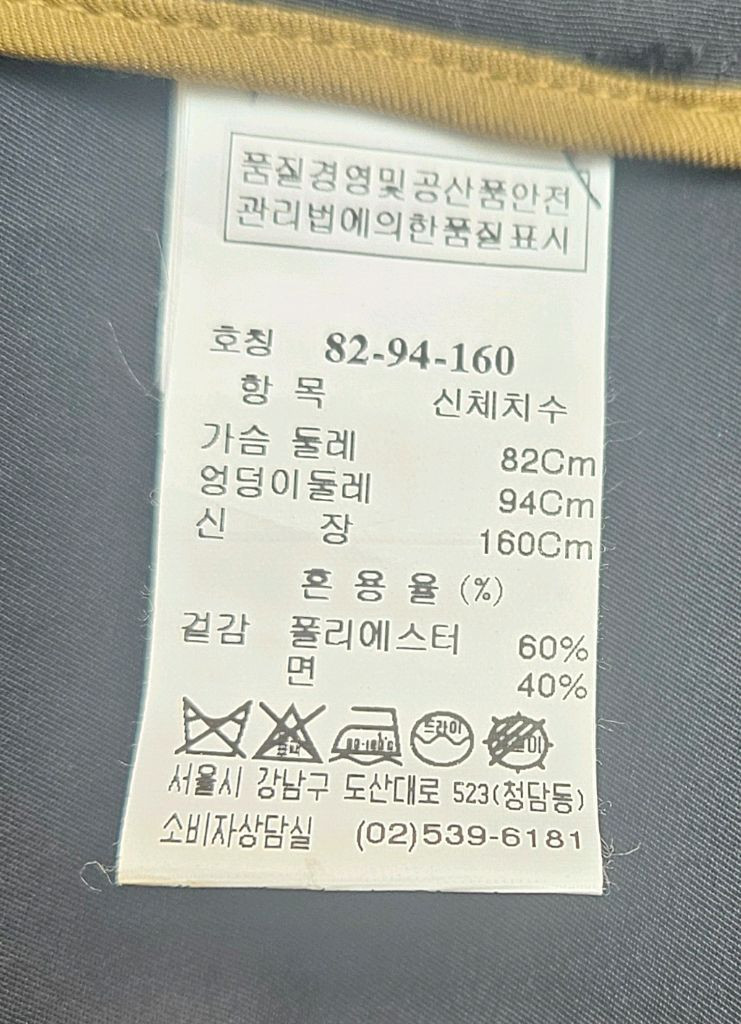 품질경영및공산품안전
관리법에의한품질표시
호칭 82-94-160
항 목 신체치수
가슴 둘레 82Cm
엉덩이둘레 94Cm
신 장 160Cm
혼 용 율 (%)
겉감 폴리에스터 60%
면 40%
드라이
서울시 강남구 도산대로 523(청담동)
소비자상담실 (02)539-6181